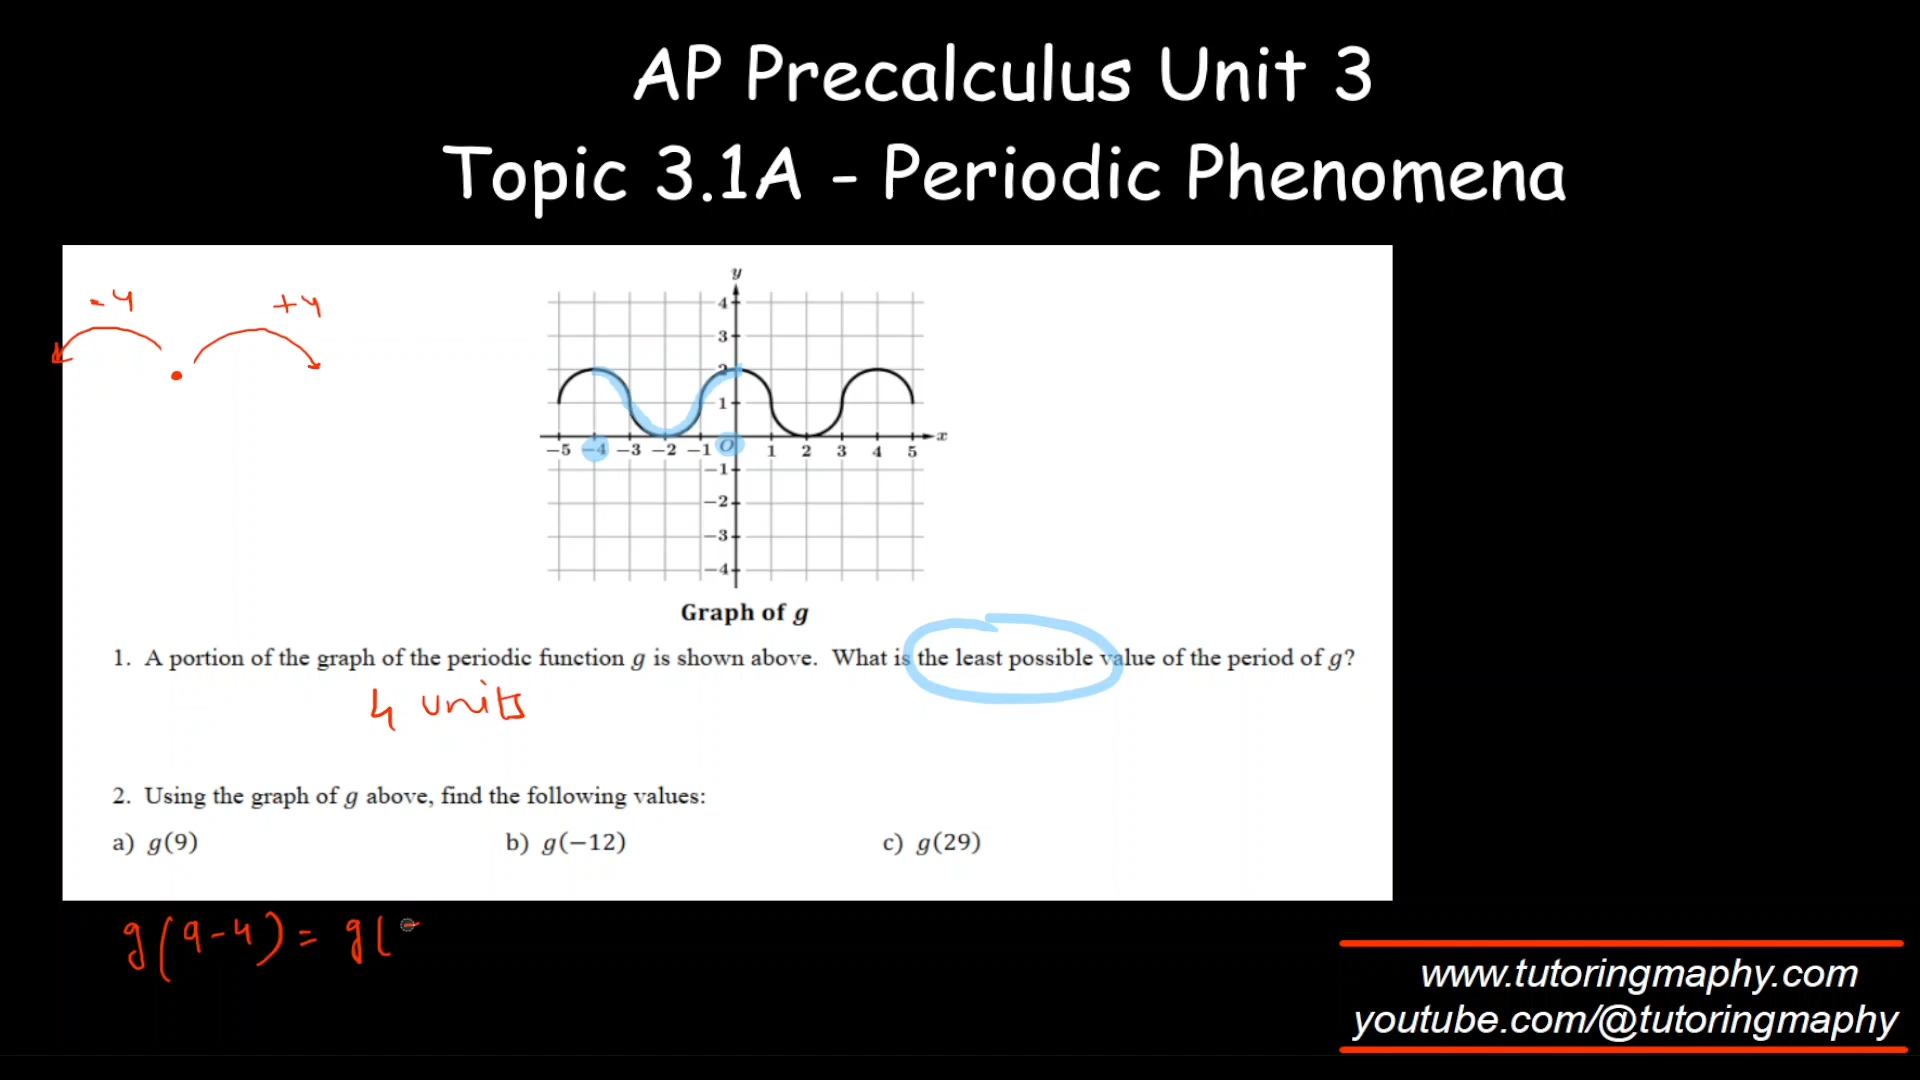 AP Precalculus Unit 3
Topic 3.1A - Periodic Phenomena
-4
+4
y
4
3
2
1
-5 -4 -3 -2 -1 O 1 2 3 4 5 x
-1
-2
-3
-4
Graph of g
1. A portion of the graph of the periodic function g is shown above. What is the least possible value of the period of g?
4 units
2. Using the graph of g above, find the following values:
a) g(9) b) g(−12) c) g(29)
g(9-4) = g(
www.tutoringmaphy.com
youtube.com/@tutoringmaphy